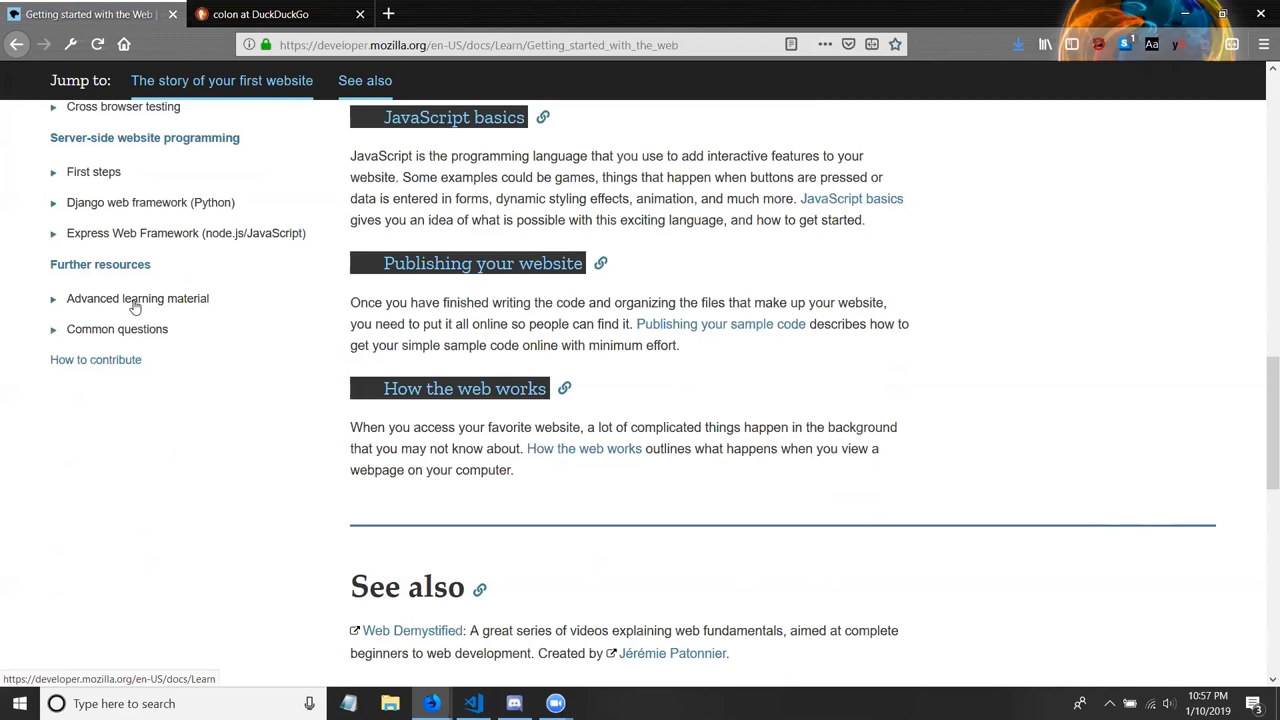 Getting started with the Web |
colon at DuckDuckGo
https://developer.mozilla.org/en-US/docs/Learn/Getting_started_with_the_web
Jump to:
The story of your first website
See also
Cross browser testing
Server-side website programming
First steps
Django web framework (Python)
Express Web Framework (node.js/JavaScript)
Further resources
Advanced learning material
Common questions
How to contribute
JavaScript basics
JavaScript is the programming language that you use to add interactive features to your
website. Some examples could be games, things that happen when buttons are pressed or
data is entered in forms, dynamic styling effects, animation, and much more. JavaScript basics
gives you an idea of what is possible with this exciting language, and how to get started.
Publishing your website
Once you have finished writing the code and organizing the files that make up your website,
you need to put it all online so people can find it. Publishing your sample code describes how to
get your simple sample code online with minimum effort.
How the web works
When you access your favorite website, a lot of complicated things happen in the background
that you may not know about. How the web works outlines what happens when you view a
webpage on your computer.
See also
Web Demystified: A great series of videos explaining web fundamentals, aimed at complete
beginners to web development. Created by Jérémie Patonnier.
https://developer.mozilla.org/en-US/docs/Learn
Type here to search
10:57 PM
1/10/2019
3